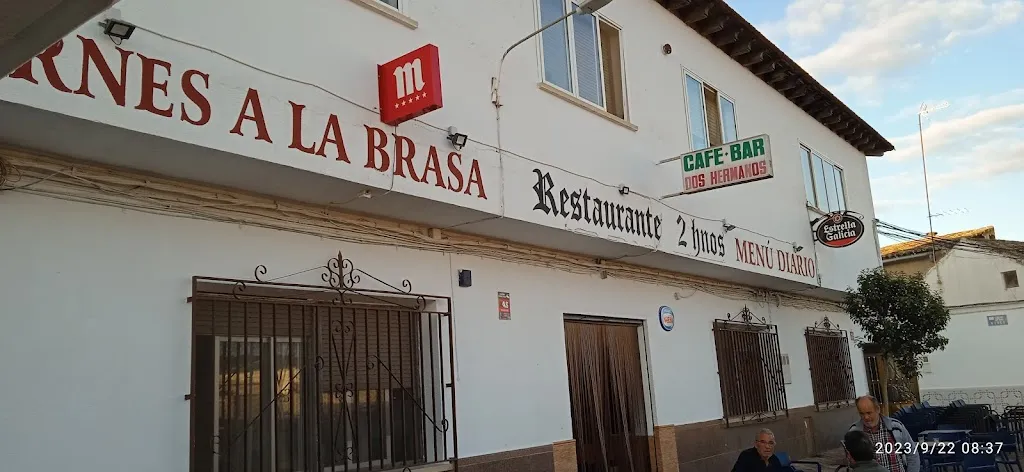 RNES A LA BRASA
m
Restaurante 2 hnos
MENÚ DIARIO
CAFE-BAR
DOS HERMANOS
Estrella
Galicia
2023/9/22 08:37